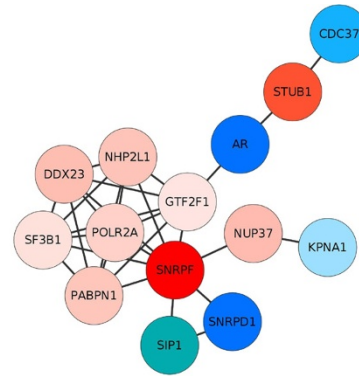 CDC37
STUB1
AR
NHP2L1
DDX23
GTF2F1
POLR2A
SF3B1
NUP37
KPNA1
SNRPF
PABPN1
SNRPD1
SIP1